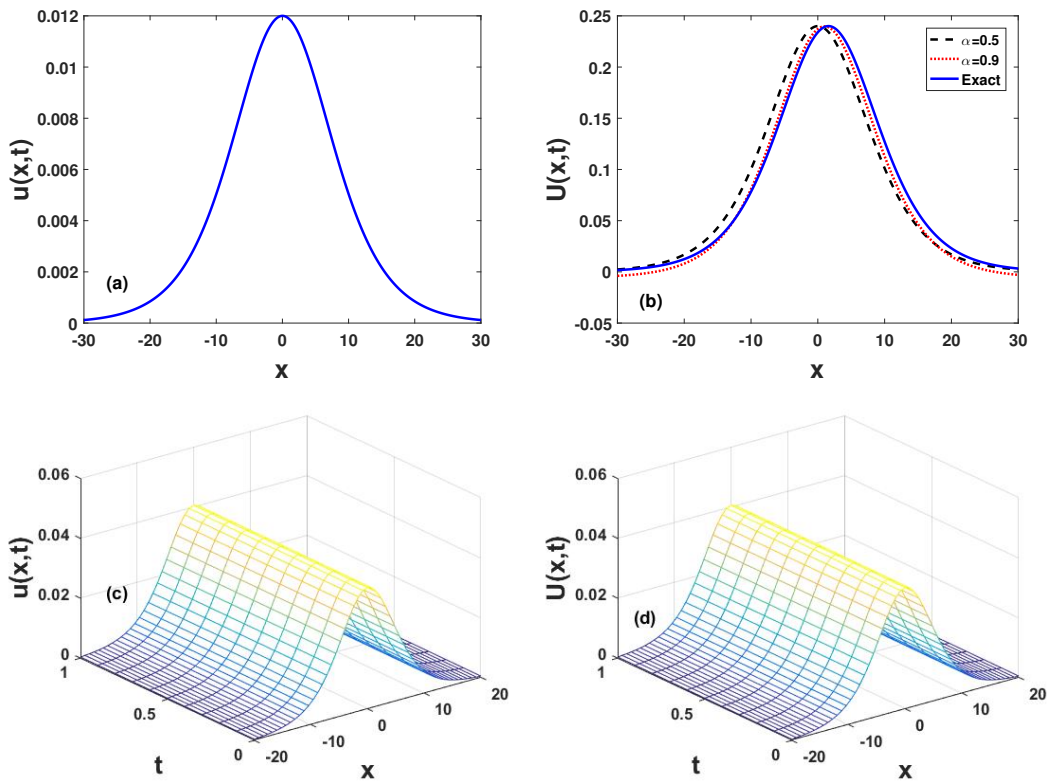 0.012
0.01
0.008
0.006
0.004
0.002
0
u(x,t)
(a)
-30 -20 -10 0 10 20 30
x
0.25
0.2
0.15
0.1
0.05
0
-0.05
U(x,t)
α=0.5
α=0.9
Exact
(b)
-30 -20 -10 0 10 20 30
x
0.06
0.04
0.02
0
u(x,t)
(c)
1
0.5
0
t
-20
-10
0
10
20
x
0.06
0.04
0.02
0
U(x,t)
(d)
1
0.5
0
t
-20
-10
0
10
20
x